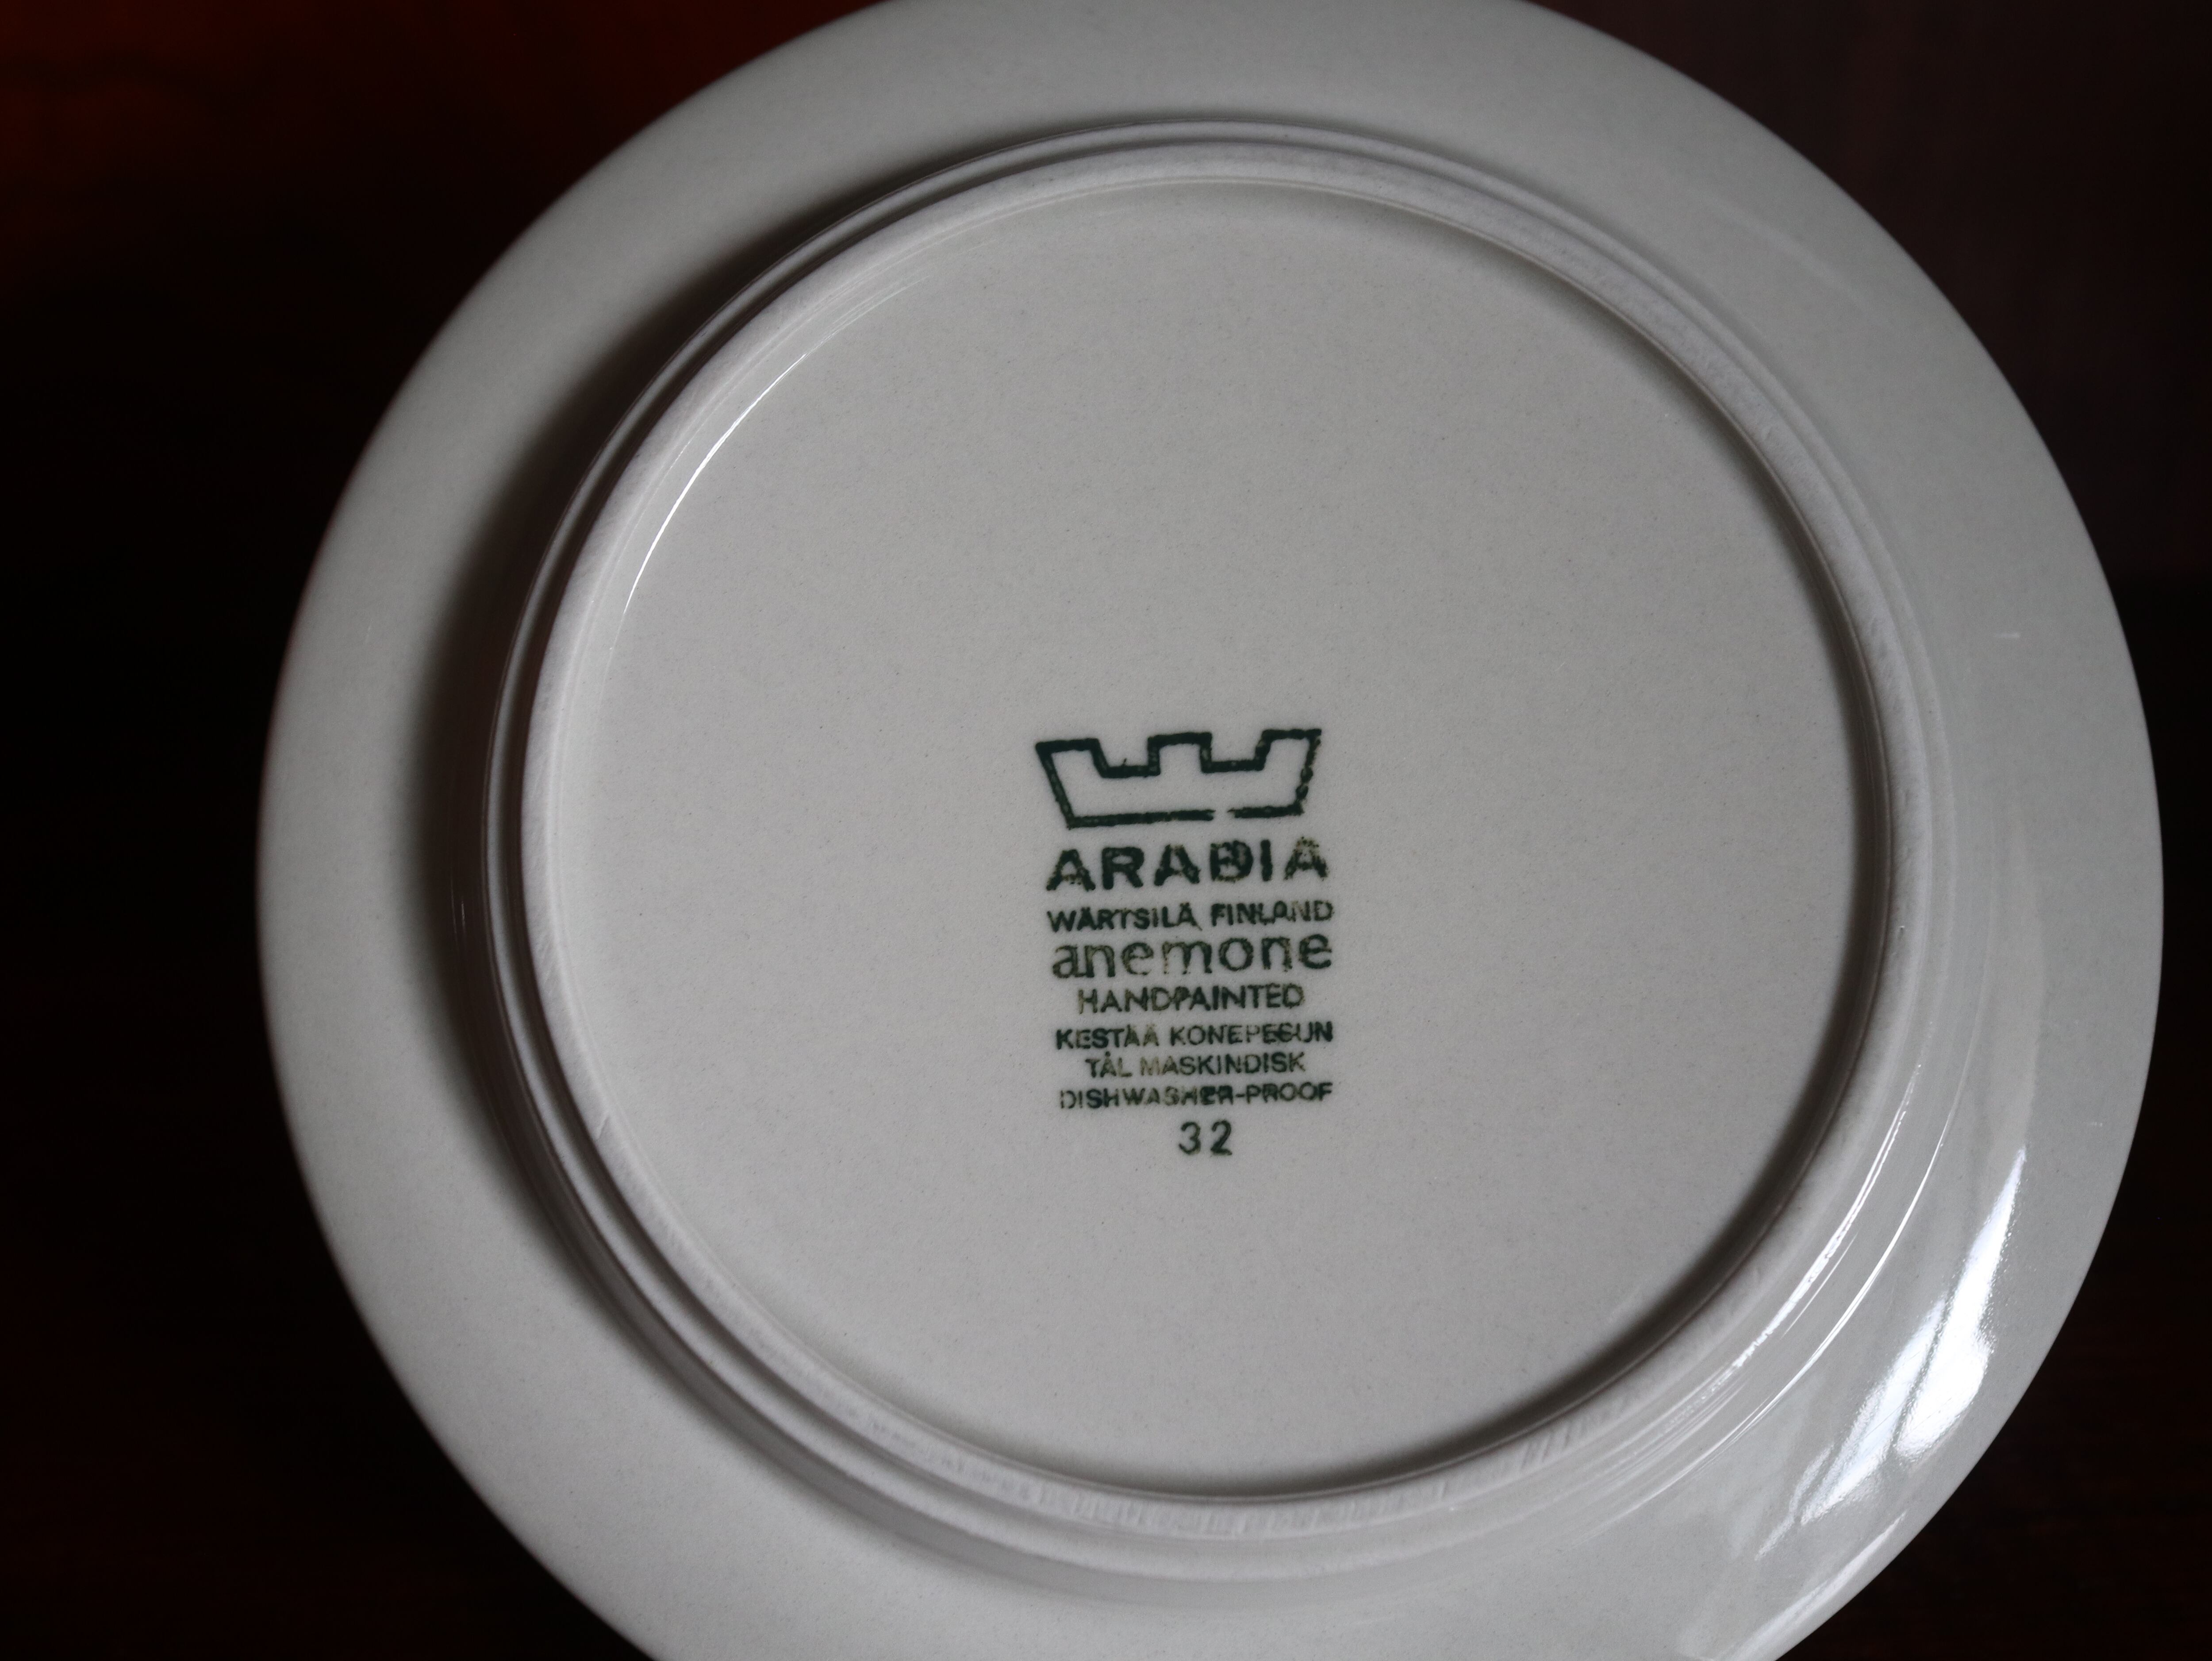 ARABIA
WÄRTSILÄ FINLAND
anemone
HANDPAINTED
KESTÄÄ KONEPESUN
TÅL MASKINDISK
DISHWASHER-PROOF
32